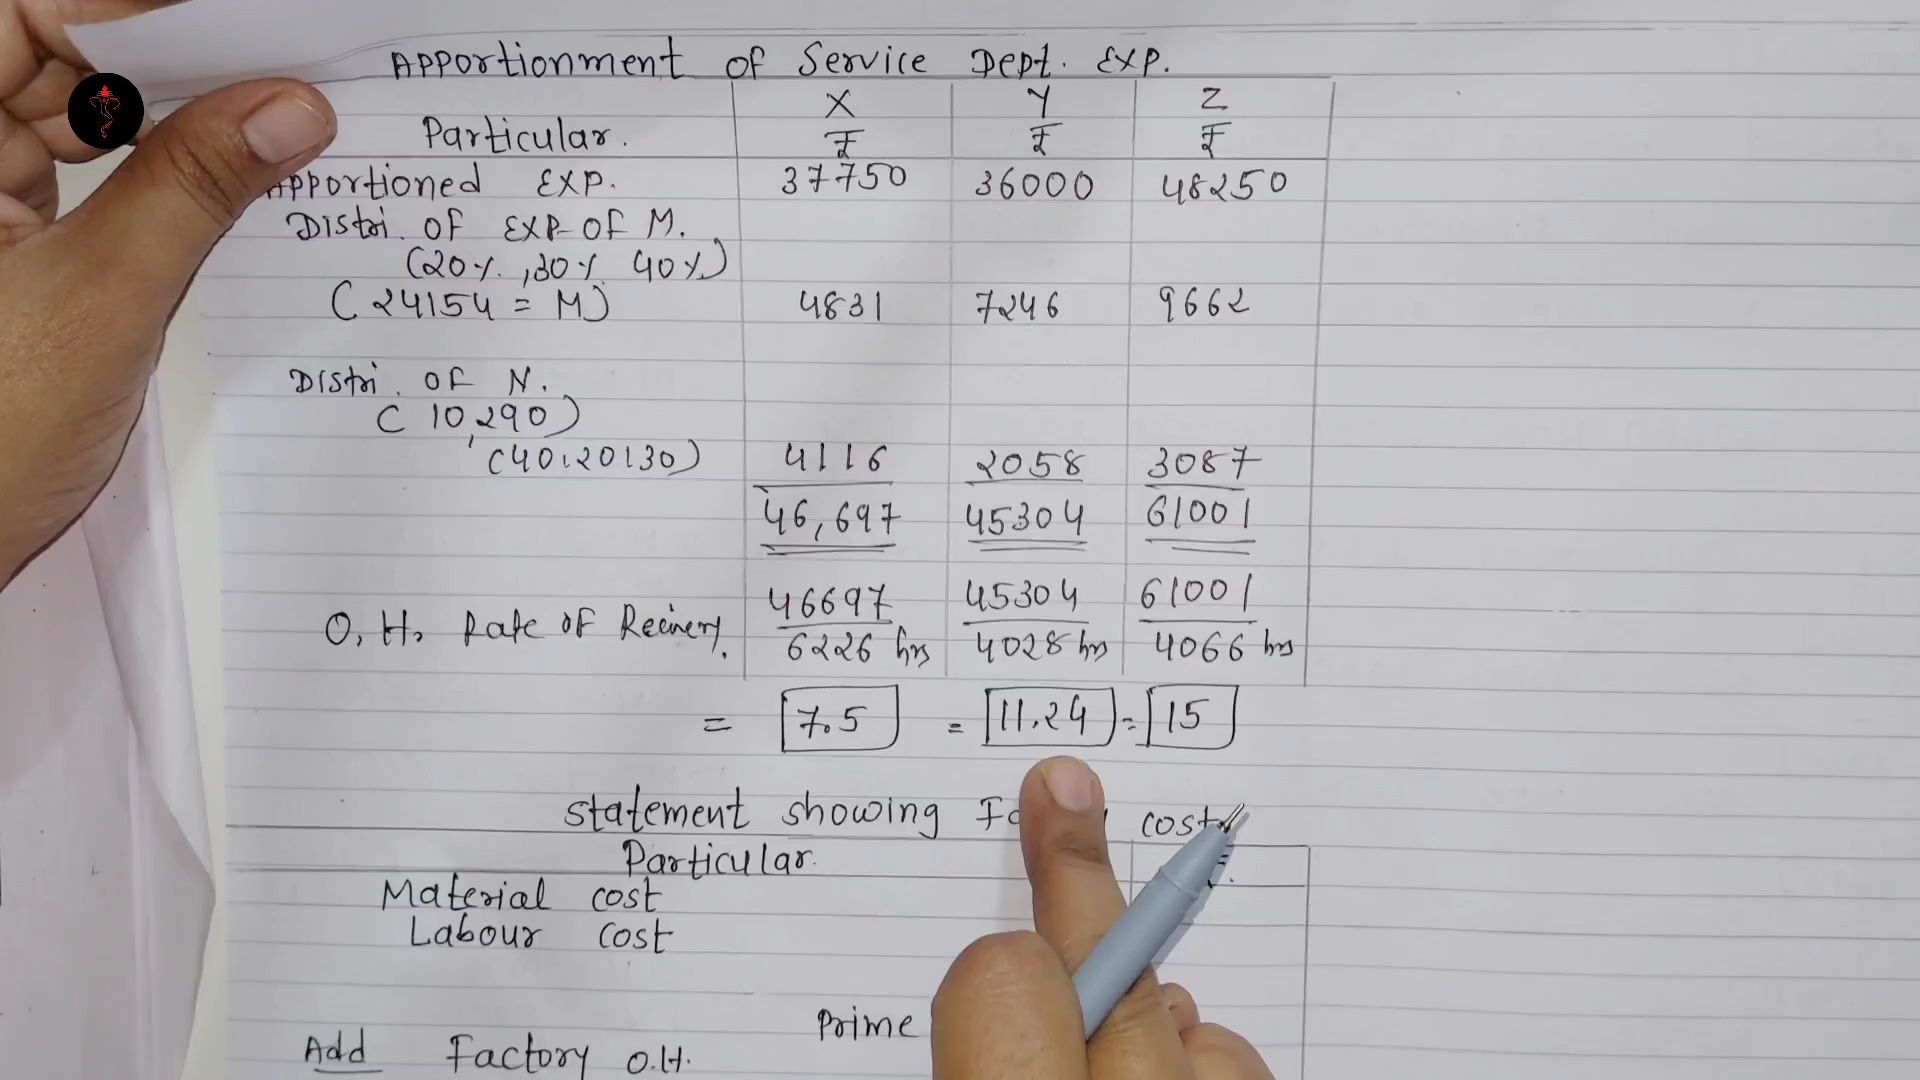 Apportionment of Service Dept. Exp.
Particular. X Y Z
₹ ₹ ₹
Apportioned Exp. 37750 36000 48250
Distri. of Exp of M.
(20%, 30% 40%)
(24154 = M) 4831 7246 9662
Distri. of N.
(10,290)
(40,20,30) 4116 2058 3087
46,697 45304 61001
46697 45304 61001
O.H. Rate of
6226 hrs 4028 hrs 4066 hrs
= 7.5 = 11.24 = 15
Statement showing cost
Particular.
Material cost
Labour cost
Prime
Add Factory O.H.